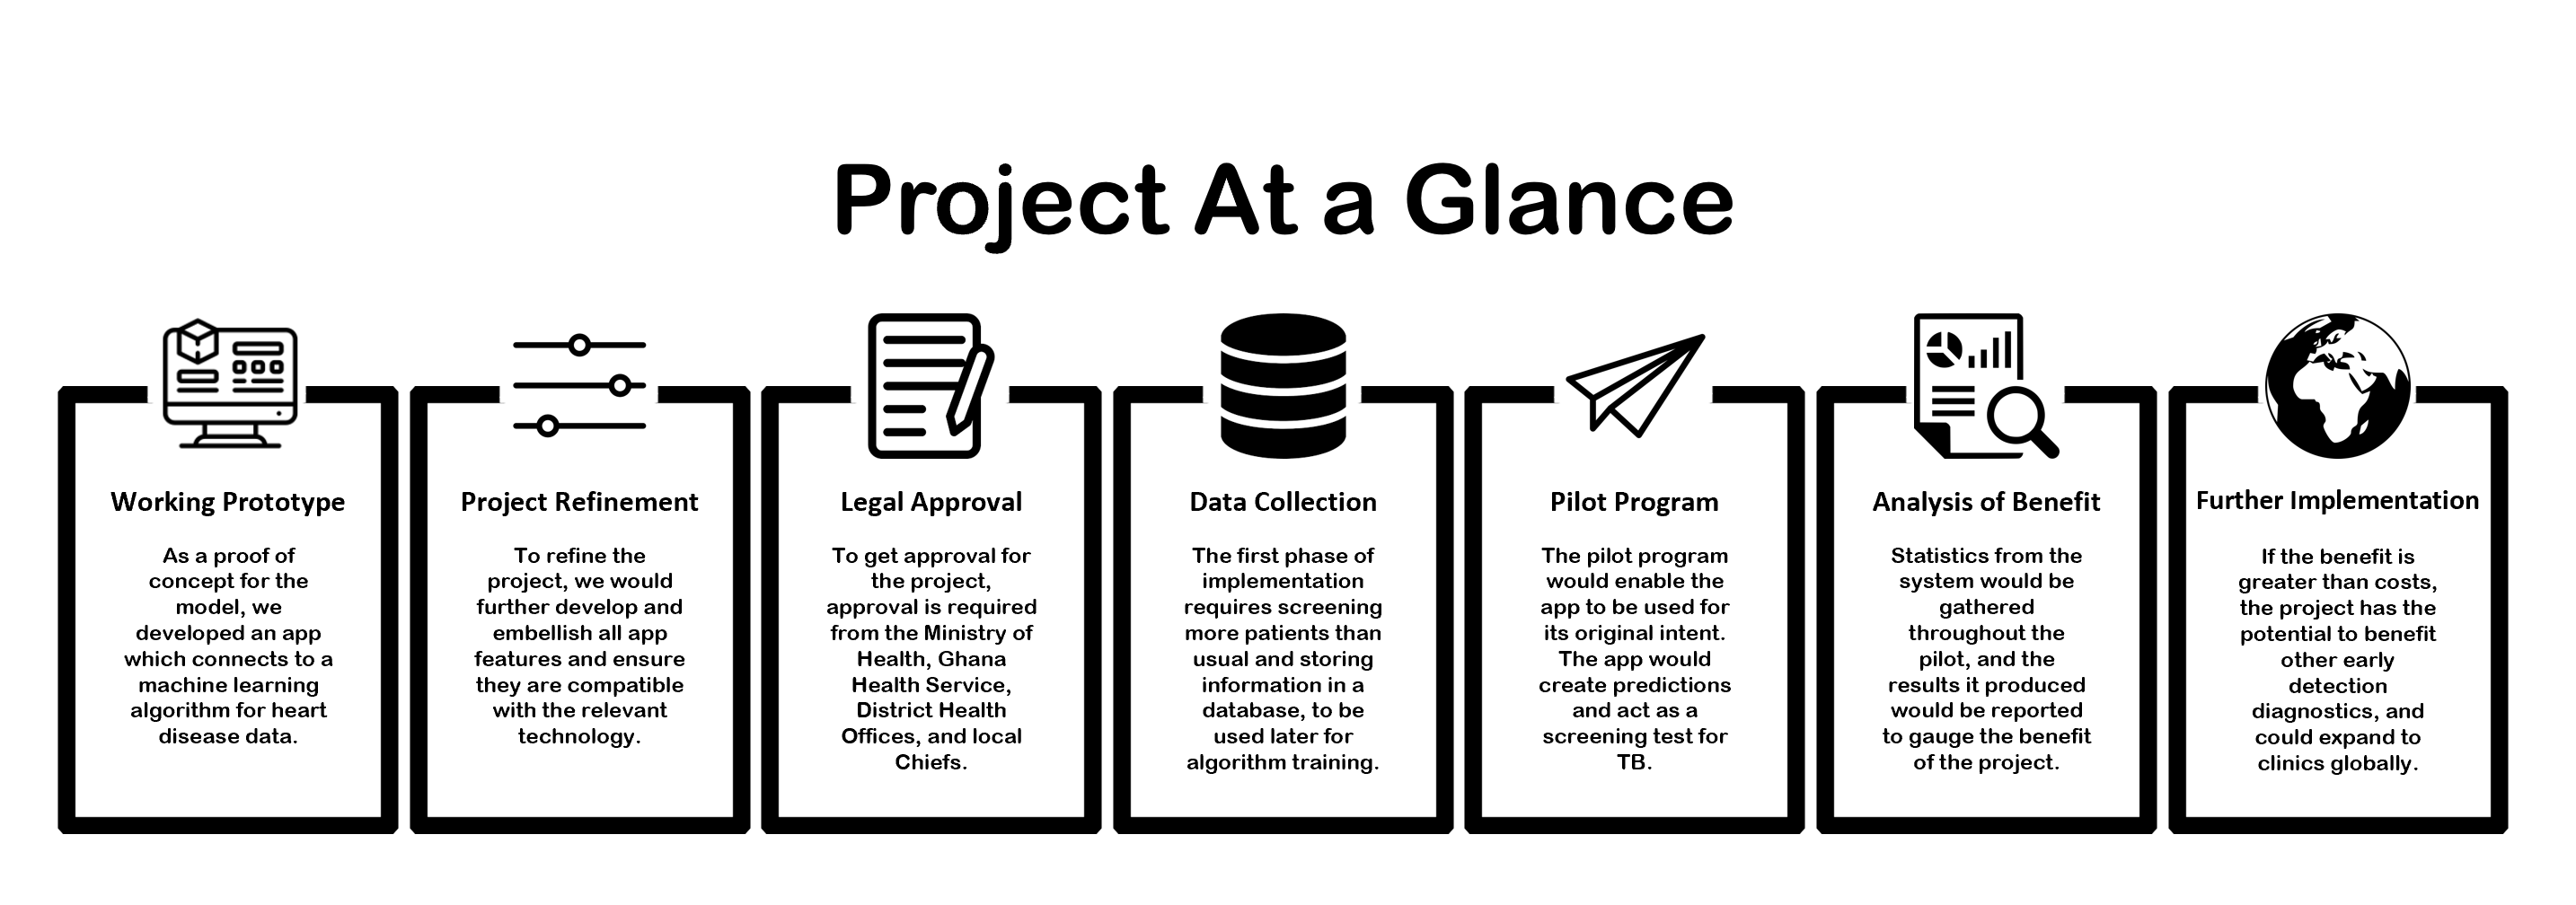 Project At a Glance
Working Prototype
As a proof of
concept for the
model, we
developed an app
which connects to a
machine learning
algorithm for heart
disease data.
Project Refinement
To refine the
project, we would
further develop and
embellish all app
features and ensure
they are compatible
with the relevant
technology.
Legal Approval
To get approval for
the project,
approval is required
from the Ministry of
Health, Ghana
Health Service,
District Health
Offices, and local
Chiefs.
Data Collection
The first phase of
implementation
requires screening
more patients than
usual and storing
information in a
database, to be
used later for
algorithm training.
Pilot Program
The pilot program
would enable the
app to be used for
its original intent.
The app would
create predictions
and act as a
screening test for
TB.
Analysis of Benefit
Statistics from the
system would be
gathered
throughout the
pilot, and the
results it produced
would be reported
to gauge the benefit
of the project.
Further Implementation
If the benefit is
greater than costs,
the project has the
potential to benefit
other early
detection
diagnostics, and
could expand to
clinics globally.